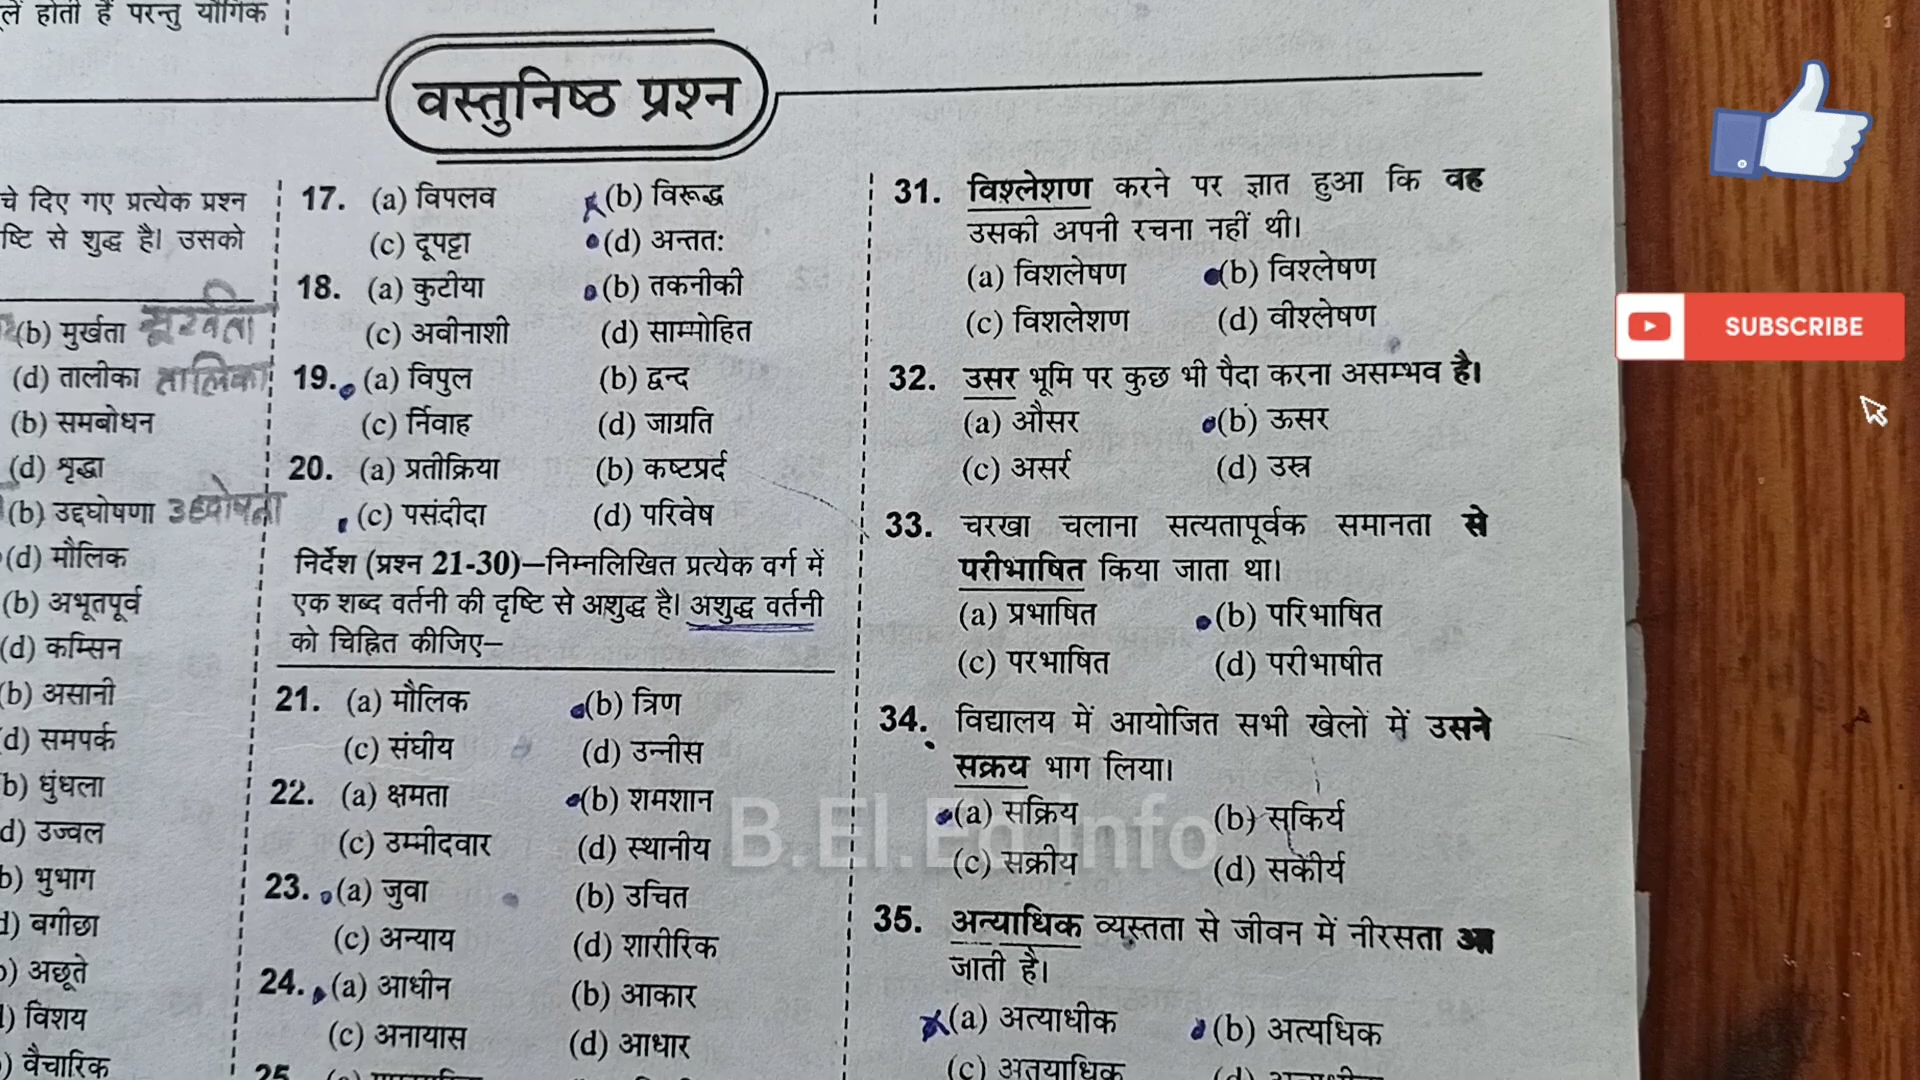 लें होती हैं परन्तु यौगिक
वस्तुनिष्ठ प्रश्न
चे दिए गए प्रत्येक प्रश्न
ष्टि से शुद्ध है। उसको
(b) मुर्खता मूर्खता
(d) तालीका तालिका
(b) समबोधन
(d) श्रृद्धा
(b) उद्दघोषणा
(d) मौलिक
(b) अभूतपूर्व
(d) कम्सिन
(b) असानी
(d) समपर्क
b) धुंधला
d) उज्वल
b) भुभाग
d) बगीछा
) अछूते
) विशय
) वैचारिक
17. (a) विपलव (b) विरूद्ध
(c) दूपट्टा (d) अन्तत:
18. (a) कुटीया (b) तकनीकी
(c) अवीनाशी (d) साम्मोहित
19. (a) विपुल (b) द्वन्द
(c) र्निवाह (d) जाग्रति
20. (a) प्रतीक्रिया (b) कष्टप्रर्द
(c) पसंदीदा (d) परिवेष
निर्देश (प्रश्न 21-30)—निम्नलिखित प्रत्येक वर्ग में
एक शब्द वर्तनी की दृष्टि से अशुद्ध है। अशुद्ध वर्तनी
को चिह्नित कीजिए—
21. (a) मौलिक (b) त्रिण
(c) संघीय (d) उन्नीस
22. (a) क्षमता (b) शमशान
(c) उम्मीदवार (d) स्थानीय
23. (a) जुवा (b) उचित
(c) अन्याय (d) शारीरिक
24. (a) आधीन (b) आकार
(c) अनायास (d) आधार
25.
31. विश्लेशण करने पर ज्ञात हुआ कि वह
उसकी अपनी रचना नहीं थी।
(a) विशलेषण (b) विश्लेषण
(c) विशलेशण (d) वीश्लेषण
32. उसर भूमि पर कुछ भी पैदा करना असम्भव है।
(a) औसर (b) ऊसर
(c) असर्र (d) उस्र
33. चरखा चलाना सत्यतापूर्वक समानता से
परीभाषित किया जाता था।
(a) प्रभाषित (b) परिभाषित
(c) परभाषित (d) परीभाषीत
34. विद्यालय में आयोजित सभी खेलों में उसने
सक्रय भाग लिया।
(a) सक्रिय (b) सकिर्य
(c) सक्रीय (d) सकीर्य
35. अत्याधिक व्यस्तता से जीवन में नीरसता आ
जाती है।
(a) अत्याधीक (b) अत्यधिक
(c) अतयाधिक
B.El.Ed.Info
SUBSCRIBE